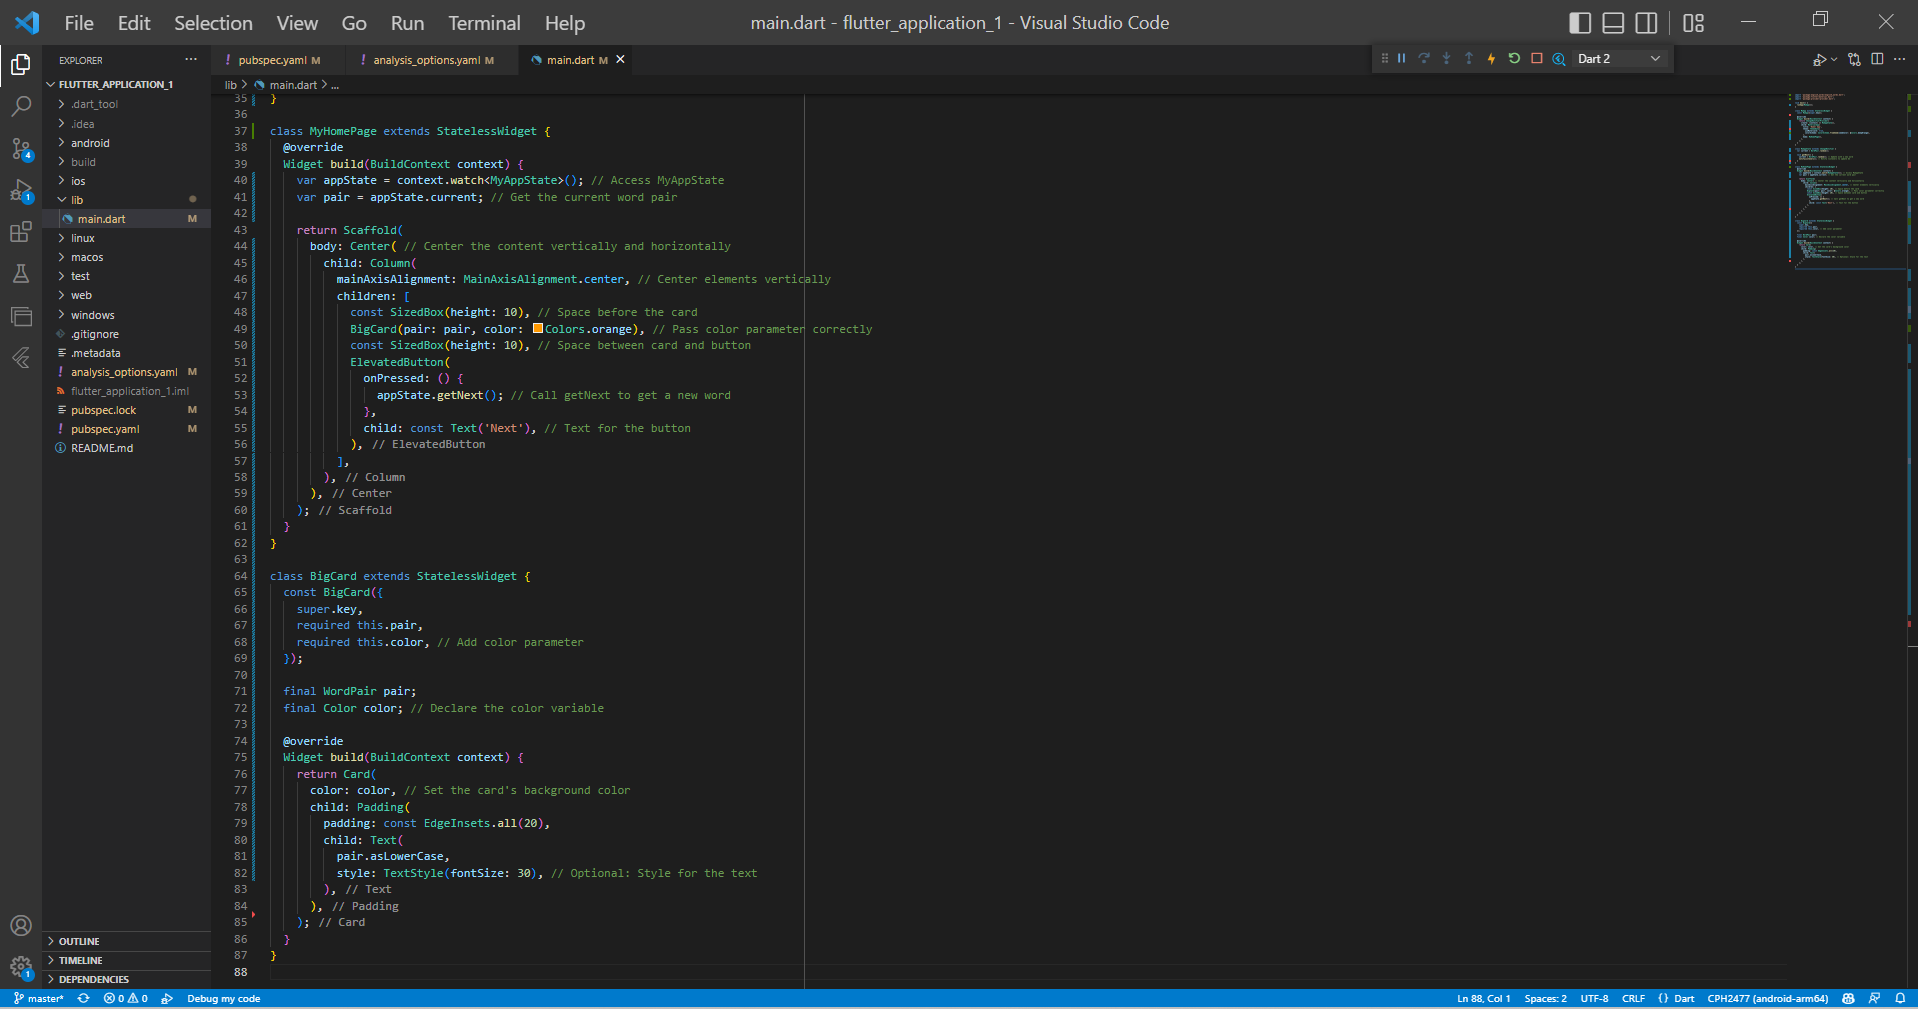 File Edit Selection View Go Run Terminal Help
main.dart - flutter_application_1 - Visual Studio Code
EXPLORER
pubspec.yaml M
analysis_options.yaml M
main.dart M
Dart 2
FLUTTER_APPLICATION_1
.dart_tool
.idea
android
build
ios
lib
main.dart M
linux
macos
test
web
windows
.gitignore
.metadata
analysis_options.yaml M
flutter_application_1.iml
pubspec.lock M
pubspec.yaml M
README.md
OUTLINE
TIMELINE
DEPENDENCIES
4
1
1
lib > main.dart > ...
35 }
36
37 class MyHomePage extends StatelessWidget {
38 @override
39 Widget build(BuildContext context) {
40 var appState = context.watch<MyAppState>(); // Access MyAppState
41 var pair = appState.current; // Get the current word pair
42
43 return Scaffold(
44 body: Center( // Center the content vertically and horizontally
45 child: Column(
46 mainAxisAlignment: MainAxisAlignment.center, // Center elements vertically
47 children: [
48 const SizedBox(height: 10), // Space before the card
49 BigCard(pair: pair, color: Colors.orange), // Pass color parameter correctly
50 const SizedBox(height: 10), // Space between card and button
51 ElevatedButton(
52 onPressed: () {
53 appState.getNext(); // Call getNext to get a new word
54 },
55 child: const Text('Next'), // Text for the button
56 ), // ElevatedButton
57 ],
58 ), // Column
59 ), // Center
60 ); // Scaffold
61 }
62 }
63
64 class BigCard extends StatelessWidget {
65 const BigCard({
66 super.key,
67 required this.pair,
68 required this.color, // Add color parameter
69 });
70
71 final WordPair pair;
72 final Color color; // Declare the color variable
73
74 @override
75 Widget build(BuildContext context) {
76 return Card(
77 color: color, // Set the card's background color
78 child: Padding(
79 padding: const EdgeInsets.all(20),
80 child: Text(
81 pair.asLowerCase,
82 style: TextStyle(fontSize: 30), // Optional: Style for the text
83 ), // Text
84 ), // Padding
85 ); // Card
86 }
87 }
88
master* 0 0 Debug my code
Ln 88, Col 1 Spaces: 2 UTF-8 CRLF {} Dart CPH2477 (android-arm64)